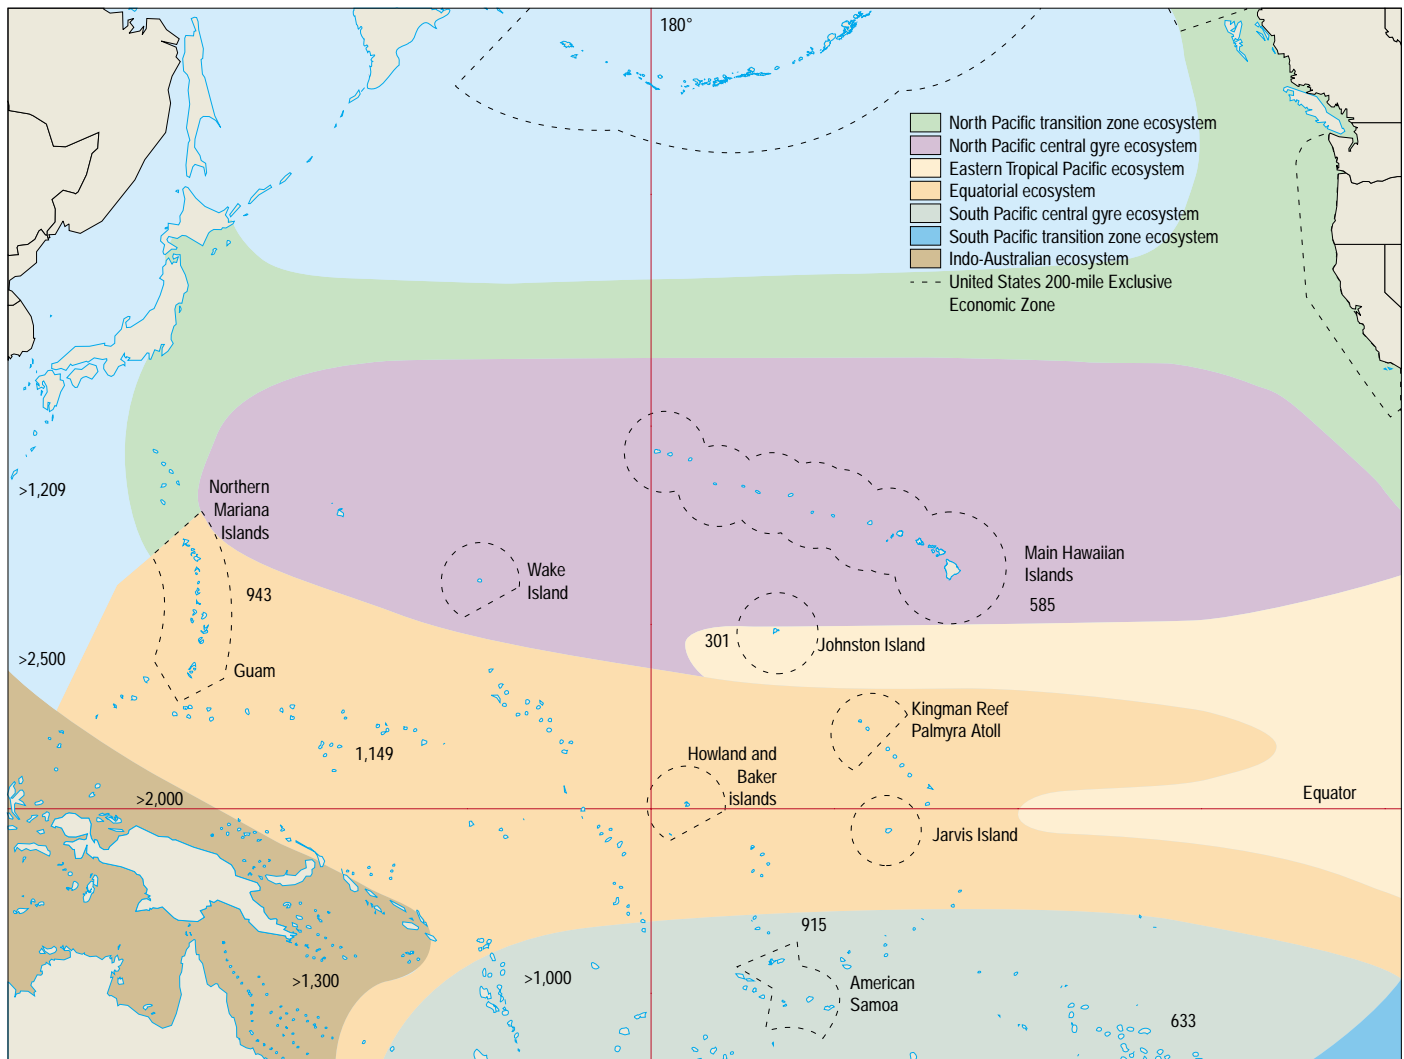 180°
North Pacific transition zone ecosystem
North Pacific central gyre ecosystem
Eastern Tropical Pacific ecosystem
Equatorial ecosystem
South Pacific central gyre ecosystem
South Pacific transition zone ecosystem
Indo-Australian ecosystem
United States 200-mile Exclusive
Economic Zone
>1,209
Northern
Mariana
Islands
943
Wake
Island
Main Hawaiian
Islands
585
301
Johnston Island
>2,500
Guam
Kingman Reef
Palmyra Atoll
1,149
Howland and
Baker
islands
>2,000
Equator
Jarvis Island
915
>1,300
>1,000
American
Samoa
633